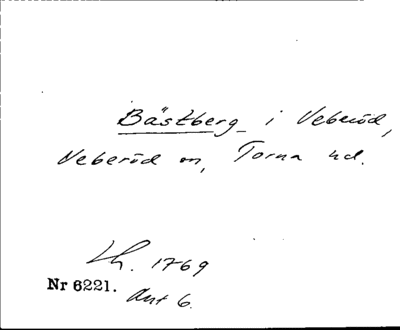 Bästberg i Veberöd,
Veberöd sn, Torna hd.
Lh. 1769
Nr 6221.
Akt 6.